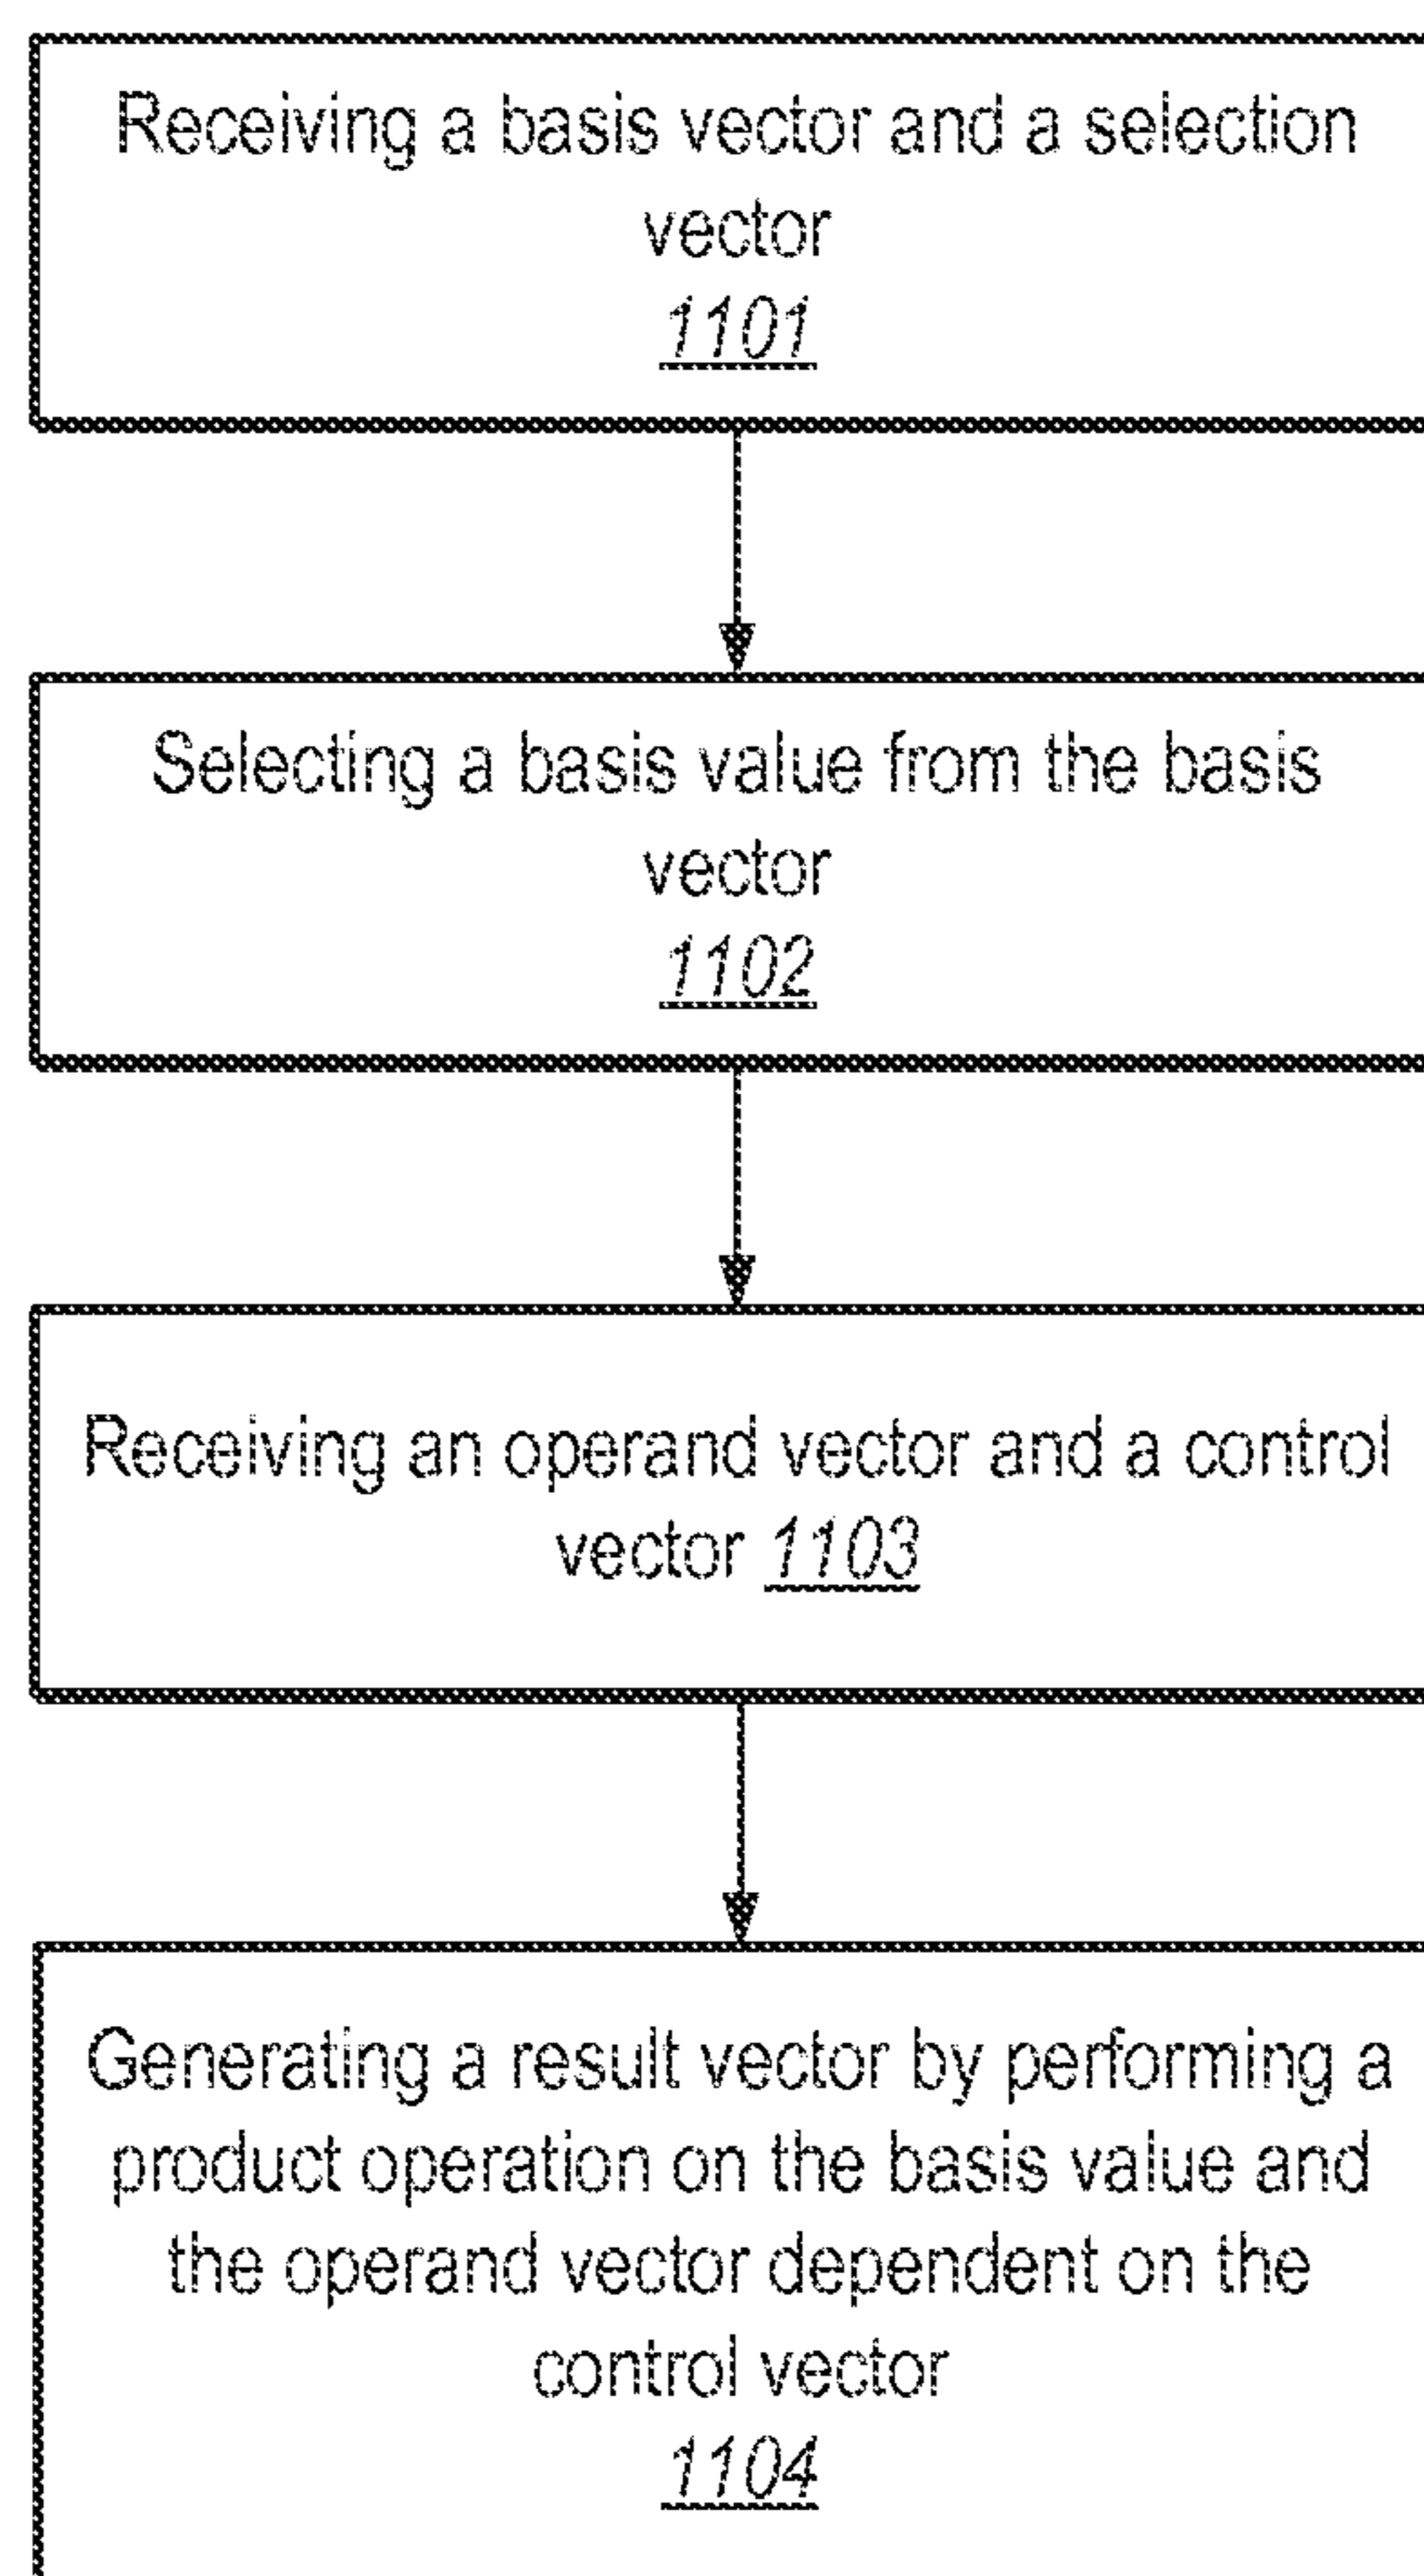 Receiving a basis vector and a selection
vector
1101
Selecting a basis value from the basis
vector
1102
Receiving an operand vector and a control
vector 1103
Generating a result vector by performing a
product operation on the basis value and
the operand vector dependent on the
control vector
1104